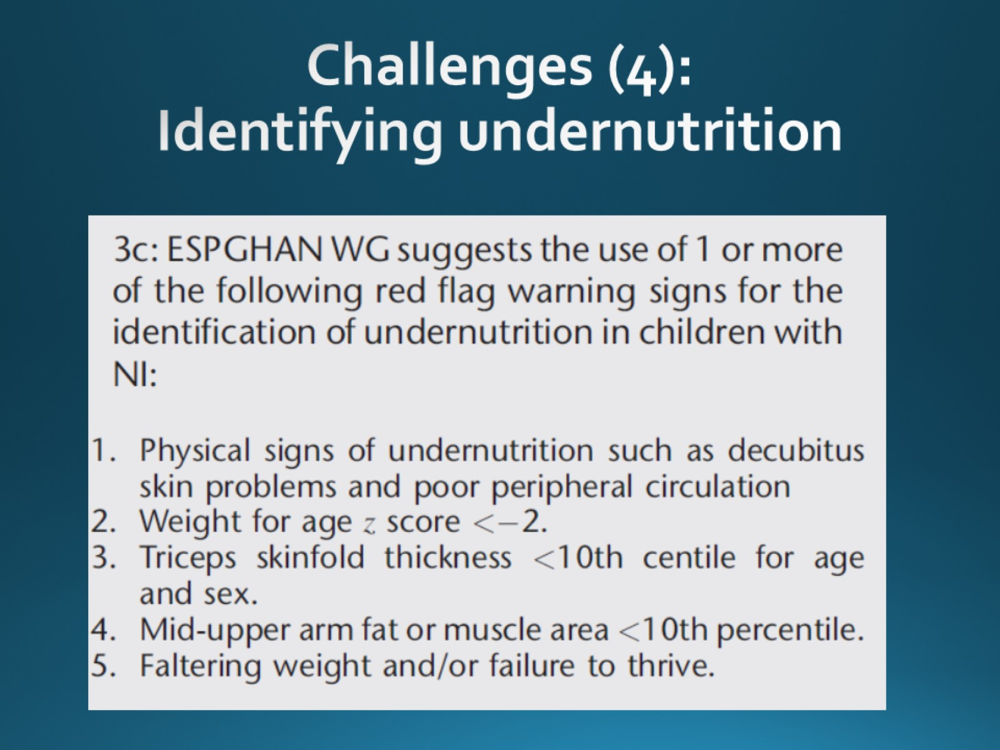 Challenges (4):
Identifying undernutrition
3c: ESPGHAN WG suggests the use of 1 or more
of the following red flag warning signs for the
identification of undernutrition in children with
NI:
1. Physical signs of undernutrition such as decubitus
skin problems and poor peripheral circulation
2. Weight for age z score <−2.
3. Triceps skinfold thickness <10th centile for age
and sex.
4. Mid-upper arm fat or muscle area <10th percentile.
5. Faltering weight and/or failure to thrive.